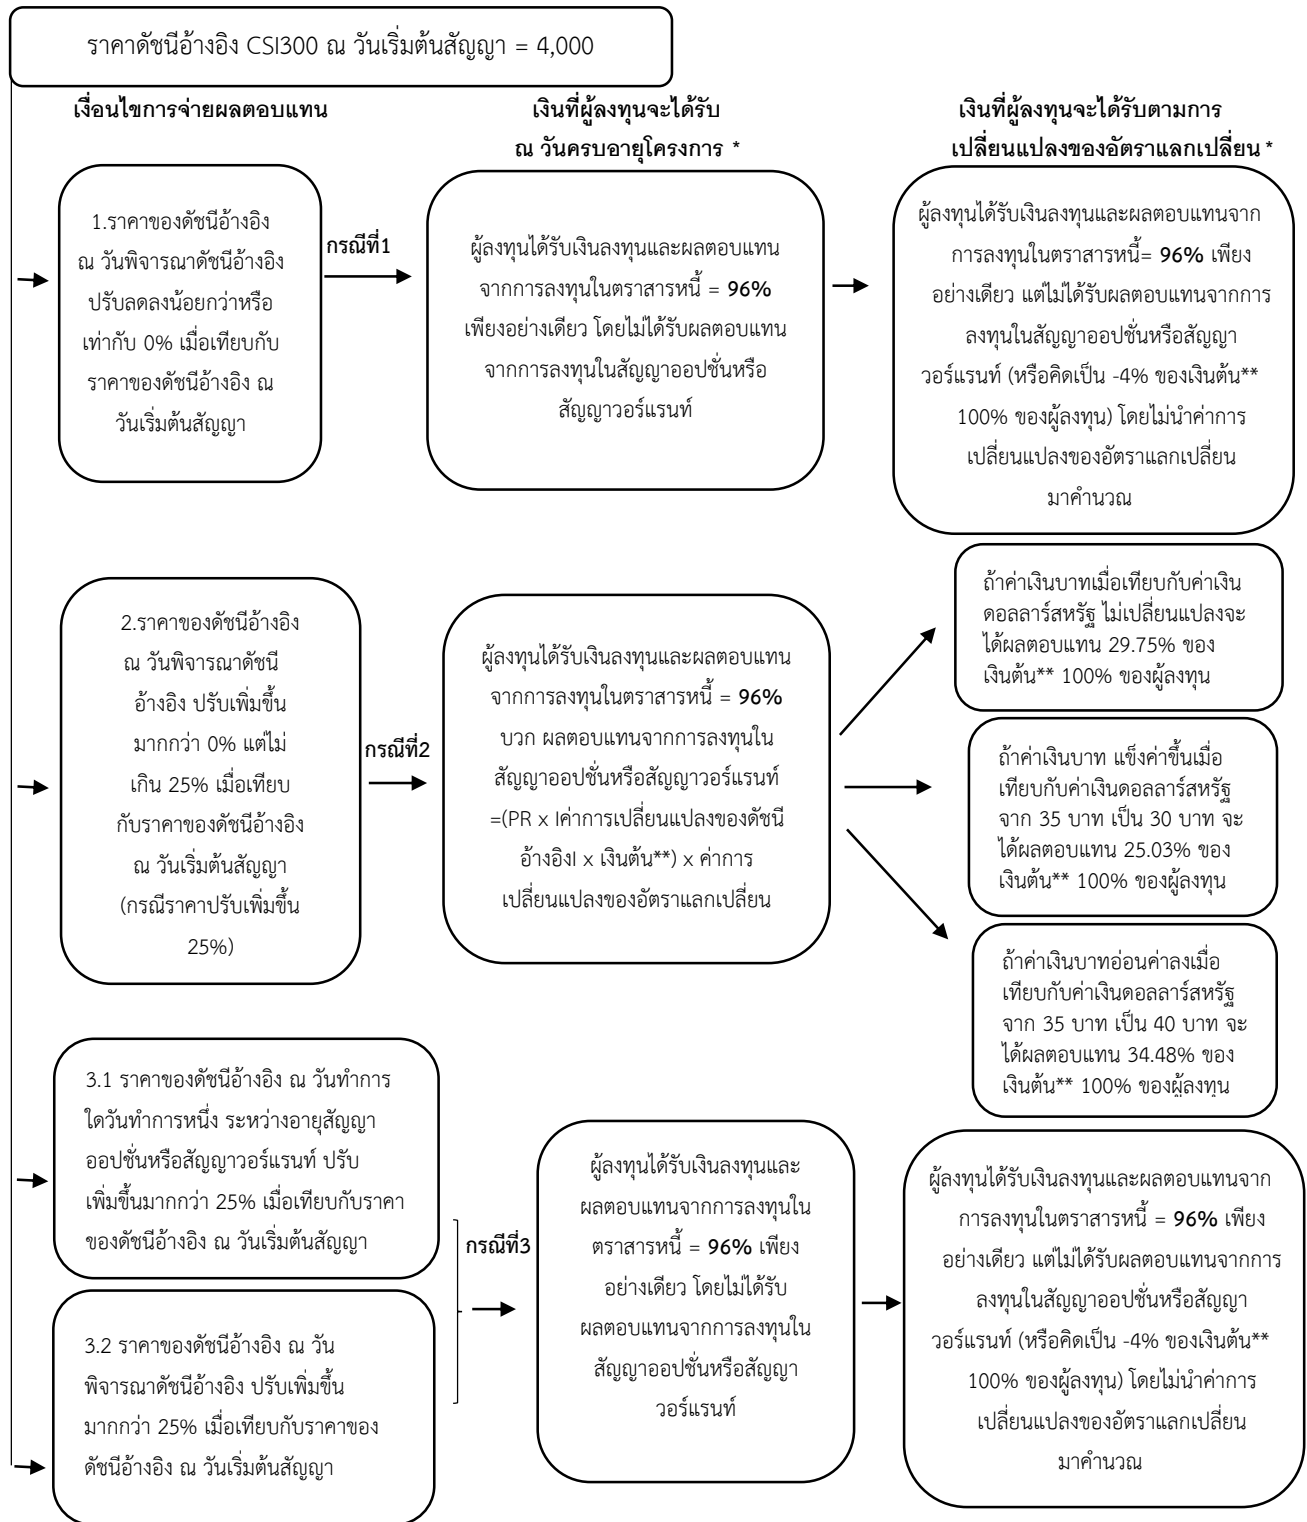 ราคาดัชนีอ้างอิง CSI300 ณ วันเริ่มต้นสัญญา = 4,000
เงื่อนไขการจ่ายผลตอบแทน
เงินที่ผู้ลงทุนจะได้รับ
ณ วันครบอายุโครงการ *
เงินที่ผู้ลงทุนจะได้รับตามการ
เปลี่ยนแปลงของอัตราแลกเปลี่ยน *
1.ราคาของดัชนีอ้างอิง
ณ วันพิจารณาดัชนีอ้างอิง
ปรับลดลงน้อยกว่าหรือ
เท่ากับ 0% เมื่อเทียบกับ
ราคาของดัชนีอ้างอิง ณ
วันเริ่มต้นสัญญา
กรณีที่1
ผู้ลงทุนได้รับเงินลงทุนและผลตอบแทน
จากการลงทุนในตราสารหนี้ = 96%
เพียงอย่างเดียว โดยไม่ได้รับผลตอบแทน
จากการลงทุนในสัญญาออปชั่นหรือ
สัญญาวอร์แรนท์
ผู้ลงทุนได้รับเงินลงทุนและผลตอบแทนจาก
การลงทุนในตราสารหนี้= 96% เพียง
อย่างเดียว แต่ไม่ได้รับผลตอบแทนจากการ
ลงทุนในสัญญาออปชั่นหรือสัญญา
วอร์แรนท์ (หรือคิดเป็น -4% ของเงินต้น**
100% ของผู้ลงทุน) โดยไม่นำค่าการ
เปลี่ยนแปลงของอัตราแลกเปลี่ยน
มาคำนวณ
2.ราคาของดัชนีอ้างอิง
ณ วันพิจารณาดัชนี
อ้างอิง ปรับเพิ่มขึ้น
มากกว่า 0% แต่ไม่
เกิน 25% เมื่อเทียบ
กับราคาของดัชนีอ้างอิง
ณ วันเริ่มต้นสัญญา
(กรณีราคาปรับเพิ่มขึ้น
25%)
กรณีที่2
ผู้ลงทุนได้รับเงินลงทุนและผลตอบแทน
จากการลงทุนในตราสารหนี้ = 96%
บวก ผลตอบแทนจากการลงทุนใน
สัญญาออปชั่นหรือสัญญาวอร์แรนท์
=(PR x Iค่าการเปลี่ยนแปลงของดัชนี
อ้างอิงI x เงินต้น**) x ค่าการ
เปลี่ยนแปลงของอัตราแลกเปลี่ยน
ถ้าค่าเงินบาทเมื่อเทียบกับค่าเงิน
ดอลลาร์สหรัฐ ไม่เปลี่ยนแปลงจะ
ได้ผลตอบแทน 29.75% ของ
เงินต้น** 100% ของผู้ลงทุน
ถ้าค่าเงินบาท แข็งค่าขึ้นเมื่อ
เทียบกับค่าเงินดอลลาร์สหรัฐ
จาก 35 บาท เป็น 30 บาท จะ
ได้ผลตอบแทน 25.03% ของ
เงินต้น** 100% ของผู้ลงทุน
ถ้าค่าเงินบาทอ่อนค่าลงเมื่อ
เทียบกับค่าเงินดอลลาร์สหรัฐ
จาก 35 บาท เป็น 40 บาท จะ
ได้ผลตอบแทน 34.48% ของ
เงินต้น** 100% ของผู้ลงทุน
3.1 ราคาของดัชนีอ้างอิง ณ วันทำการ
ใดวันทำการหนึ่ง ระหว่างอายุสัญญา
ออปชั่นหรือสัญญาวอร์แรนท์ ปรับ
เพิ่มขึ้นมากกว่า 25% เมื่อเทียบกับราคา
ของดัชนีอ้างอิง ณ วันเริ่มต้นสัญญา
3.2 ราคาของดัชนีอ้างอิง ณ วัน
พิจารณาดัชนีอ้างอิง ปรับเพิ่มขึ้น
มากกว่า 25% เมื่อเทียบกับราคาของ
ดัชนีอ้างอิง ณ วันเริ่มต้นสัญญา
กรณีที่3
ผู้ลงทุนได้รับเงินลงทุนและ
ผลตอบแทนจากการลงทุนใน
ตราสารหนี้ = 96% เพียง
อย่างเดียว โดยไม่ได้รับ
ผลตอบแทนจากการลงทุนใน
สัญญาออปชั่นหรือสัญญา
วอร์แรนท์
ผู้ลงทุนได้รับเงินลงทุนและผลตอบแทนจาก
การลงทุนในตราสารหนี้ = 96% เพียง
อย่างเดียว แต่ไม่ได้รับผลตอบแทนจากการ
ลงทุนในสัญญาออปชั่นหรือสัญญา
วอร์แรนท์ (หรือคิดเป็น -4% ของเงินต้น**
100% ของผู้ลงทุน) โดยไม่นำค่าการ
เปลี่ยนแปลงของอัตราแลกเปลี่ยน
มาคำนวณ